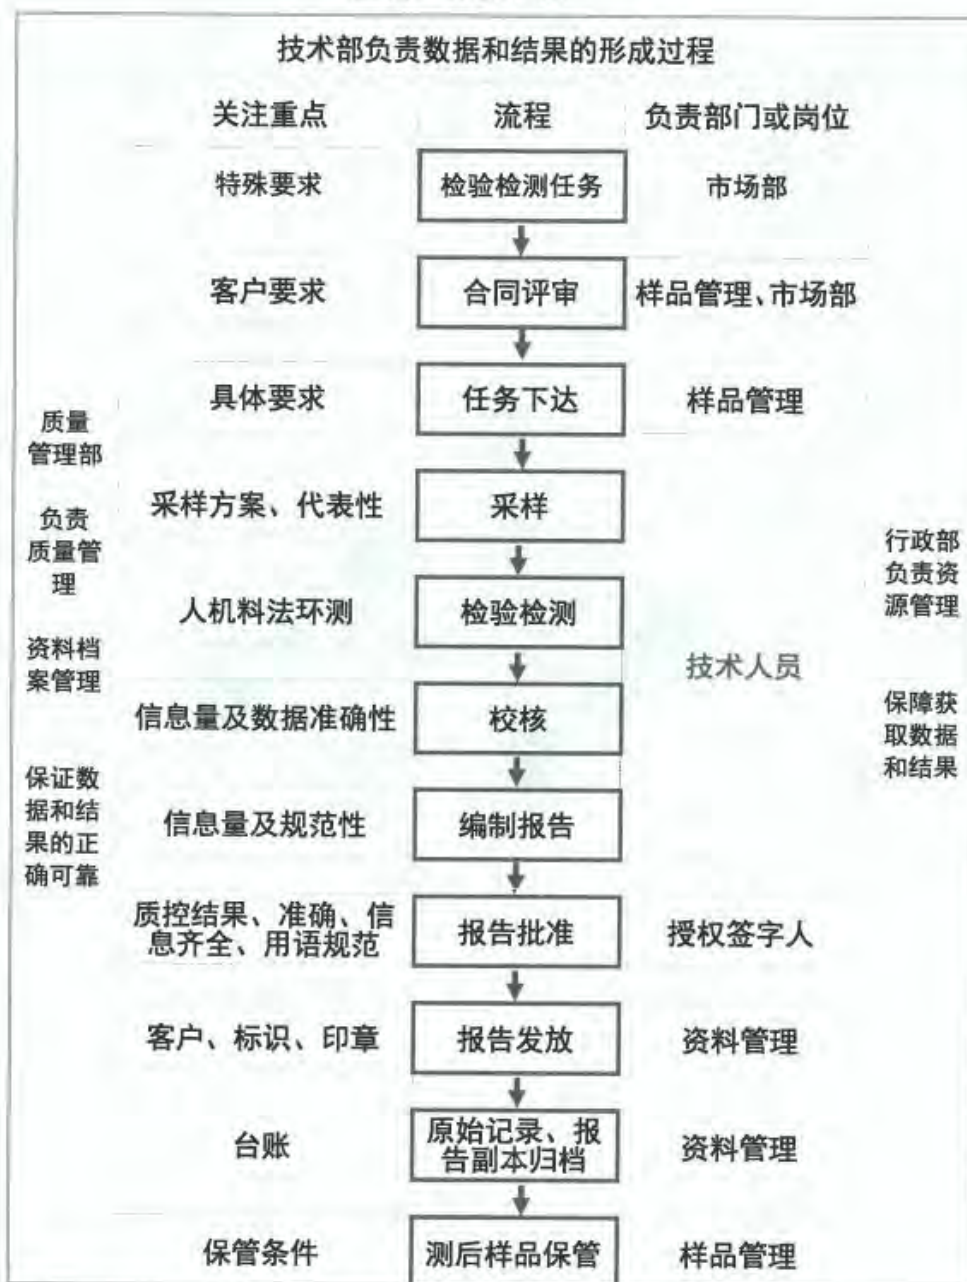 技术部负责数据和结果的形成过程
关注重点 流程 负责部门或岗位
特殊要求 检验检测任务 市场部
客户要求 合同评审 样品管理、市场部
具体要求 任务下达 样品管理
采样方案、代表性 采样
人机料法环测 检验检测
技术人员
信息量及数据准确性 校核
信息量及规范性 编制报告
质控结果、准确、信
息齐全、用语规范
报告批准 授权签字人
客户、标识、印章 报告发放 资料管理
台账
原始记录、报
告副本归档
资料管理
保管条件 测后样品保管 样品管理
质量
管理部
负责
质量管
理
资料档
案管理
保证数
据和结
果的正
确可靠
行政部
负责资
源管理
保障获
取数据
和结果